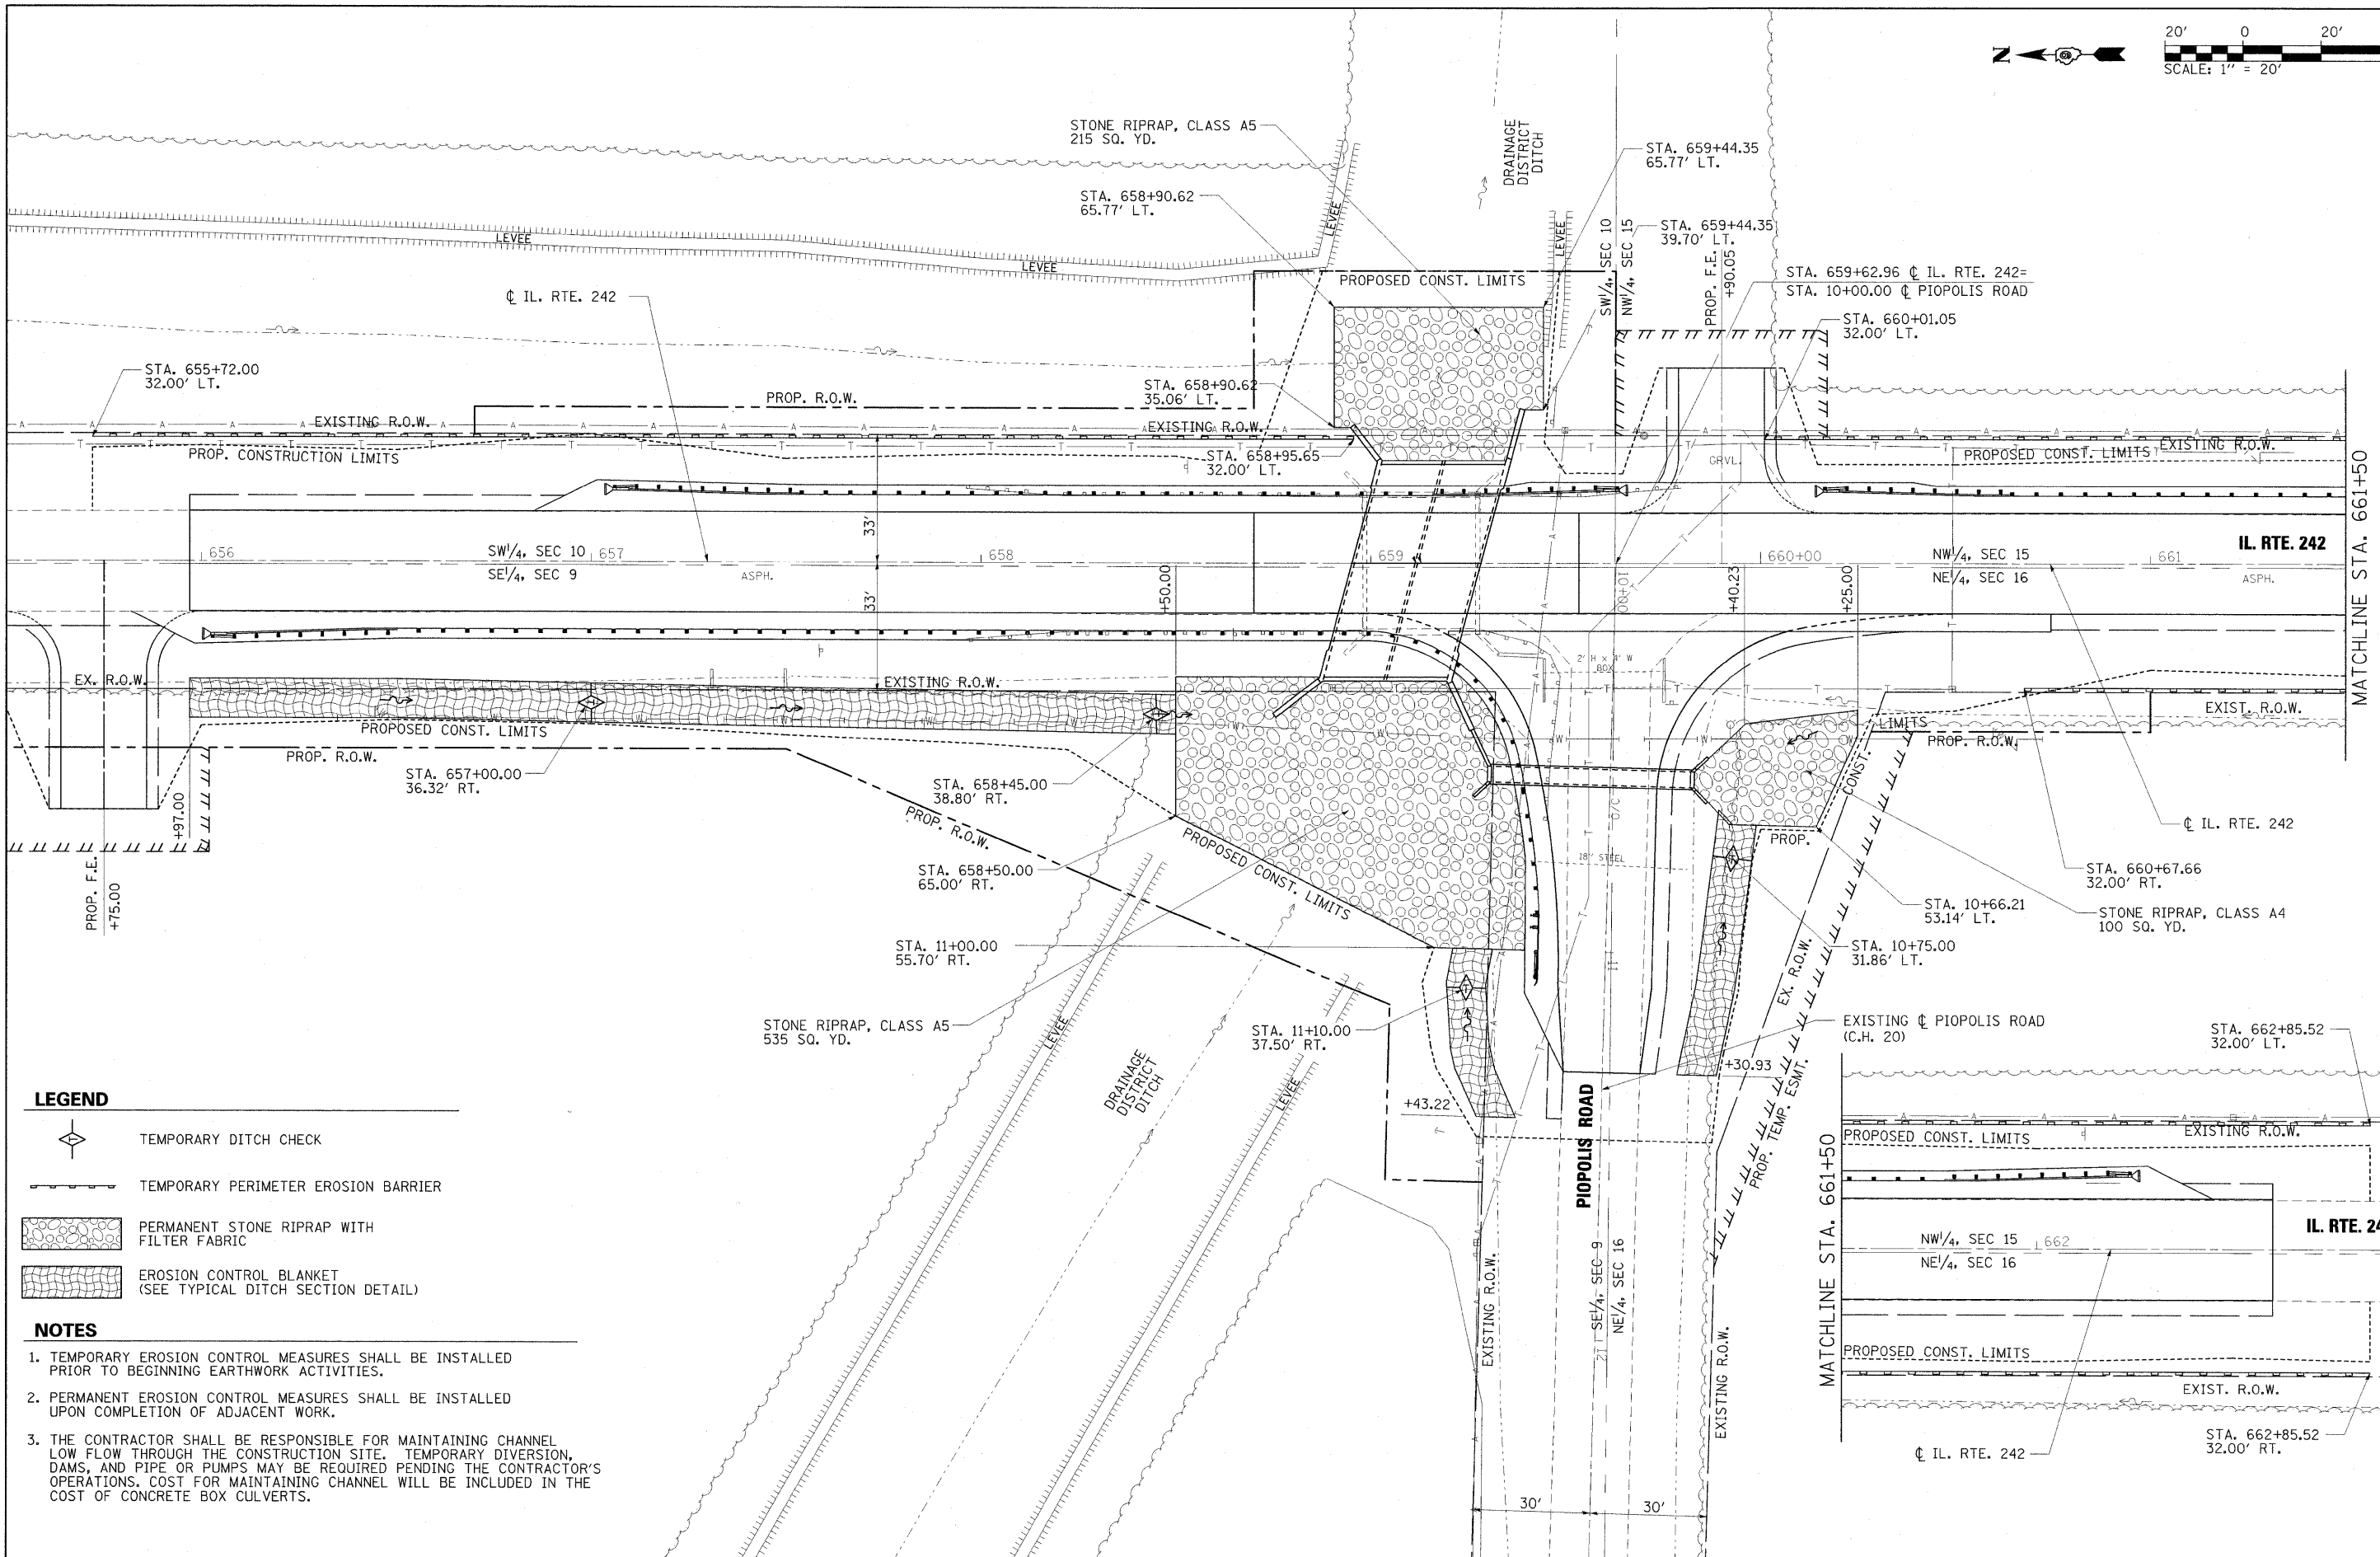 20' 0 20'
SCALE: 1" = 20'
N
STONE RIPRAP, CLASS A5
215 SQ. YD.
STA. 658+90.62
65.77' LT.
DRAINAGE
DISTRICT
DITCH
STA. 659+44.35
65.77' LT.
STA. 659+44.35
39.70' LT.
SW1/4, SEC 10
NW1/4, SEC 15
PROP. F.E.
+90.05
STA. 659+62.96 ℄ IL. RTE. 242=
STA. 10+00.00 ℄ PIOPOLIS ROAD
STA. 660+01.05
32.00' LT.
LEVEE
LEVEE
LEVEE
LEVEE
PROPOSED CONST. LIMITS
℄ IL. RTE. 242
STA. 655+72.00
32.00' LT.
PROP. R.O.W.
STA. 658+90.62
35.06' LT.
EXISTING R.O.W.
EXISTING R.O.W.
EXISTING R.O.W.
PROP. CONSTRUCTION LIMITS
STA. 658+95.65
32.00' LT.
GRVL.
PROPOSED CONST. LIMITS
MATCHLINE STA. 661+50
33'
33'
656
SW1/4, SEC 10
657
658
659
660+00
NW1/4, SEC 15
661
IL. RTE. 242
SE1/4, SEC 9
ASPH.
NE1/4, SEC 16
ASPH.
+50.00
10+00
+40.23
+25.00
2' H x 4' W
BOX
EX. R.O.W.
EXISTING R.O.W.
PROPOSED CONST. LIMITS
PROP. R.O.W.
STA. 657+00.00
36.32' RT.
STA. 658+45.00
38.80' RT.
EXIST. R.O.W.
LIMITS
PROP. R.O.W.
CONST.
PROP.
+97.00
PROP. F.E.
+75.00
PROP. R.O.W.
PROPOSED CONST. LIMITS
STA. 658+50.00
65.00' RT.
O/C
18" STEEL
℄ IL. RTE. 242
STA. 660+67.66
32.00' RT.
STA. 10+66.21
53.14' LT.
STONE RIPRAP, CLASS A4
100 SQ. YD.
STA. 10+75.00
31.86' LT.
STA. 11+00.00
55.70' RT.
11
EX. R.O.W.
STONE RIPRAP, CLASS A5
535 SQ. YD.
LEVEE
DRAINAGE
DISTRICT
DITCH
LEVEE
STA. 11+10.00
37.50' RT.
EXISTING ℄ PIOPOLIS ROAD
(C.H. 20)
+30.93
+43.22
PROP. TEMP. ESMT.
PIOPOLIS ROAD
STA. 662+85.52
32.00' LT.
MATCHLINE STA. 661+50
PROPOSED CONST. LIMITS
EXISTING R.O.W.
NW1/4, SEC 15
662
NE1/4, SEC 16
IL. RTE. 24
PROPOSED CONST. LIMITS
EXIST. R.O.W.
STA. 662+85.52
32.00' RT.
℄ IL. RTE. 242
EXISTING R.O.W.
12
SE1/4, SEC 9
NE1/4, SEC 16
EXISTING R.O.W.
30'
30'
LEGEND
TEMPORARY DITCH CHECK
TEMPORARY PERIMETER EROSION BARRIER
PERMANENT STONE RIPRAP WITH
FILTER FABRIC
EROSION CONTROL BLANKET
(SEE TYPICAL DITCH SECTION DETAIL)
NOTES
1. TEMPORARY EROSION CONTROL MEASURES SHALL BE INSTALLED
PRIOR TO BEGINNING EARTHWORK ACTIVITIES.
2. PERMANENT EROSION CONTROL MEASURES SHALL BE INSTALLED
UPON COMPLETION OF ADJACENT WORK.
3. THE CONTRACTOR SHALL BE RESPONSIBLE FOR MAINTAINING CHANNEL
LOW FLOW THROUGH THE CONSTRUCTION SITE. TEMPORARY DIVERSION,
DAMS, AND PIPE OR PUMPS MAY BE REQUIRED PENDING THE CONTRACTOR'S
OPERATIONS. COST FOR MAINTAINING CHANNEL WILL BE INCLUDED IN THE
COST OF CONCRETE BOX CULVERTS.